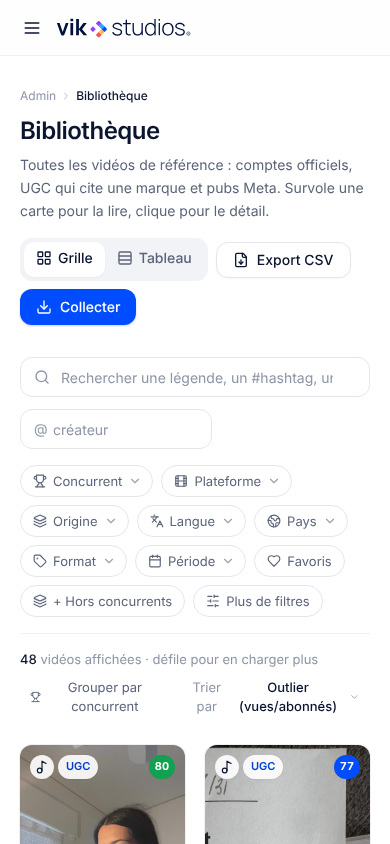 vik studios®
Admin > Bibliothèque
Bibliothèque
Toutes les vidéos de référence : comptes officiels,
UGC qui cite une marque et pubs Meta. Survole une
carte pour la lire, clique pour le détail.
Grille Tableau Export CSV
Collecter
Rechercher une légende, un #hashtag, ur
@ créateur
Concurrent Plateforme
Origine Langue Pays
Format Période Favoris
+ Hors concurrents Plus de filtres
48 vidéos affichées · défile pour en charger plus
Grouper par
concurrent
Trier
par
Outlier
(vues/abonnés)
UGC 80
UGC 77
/31